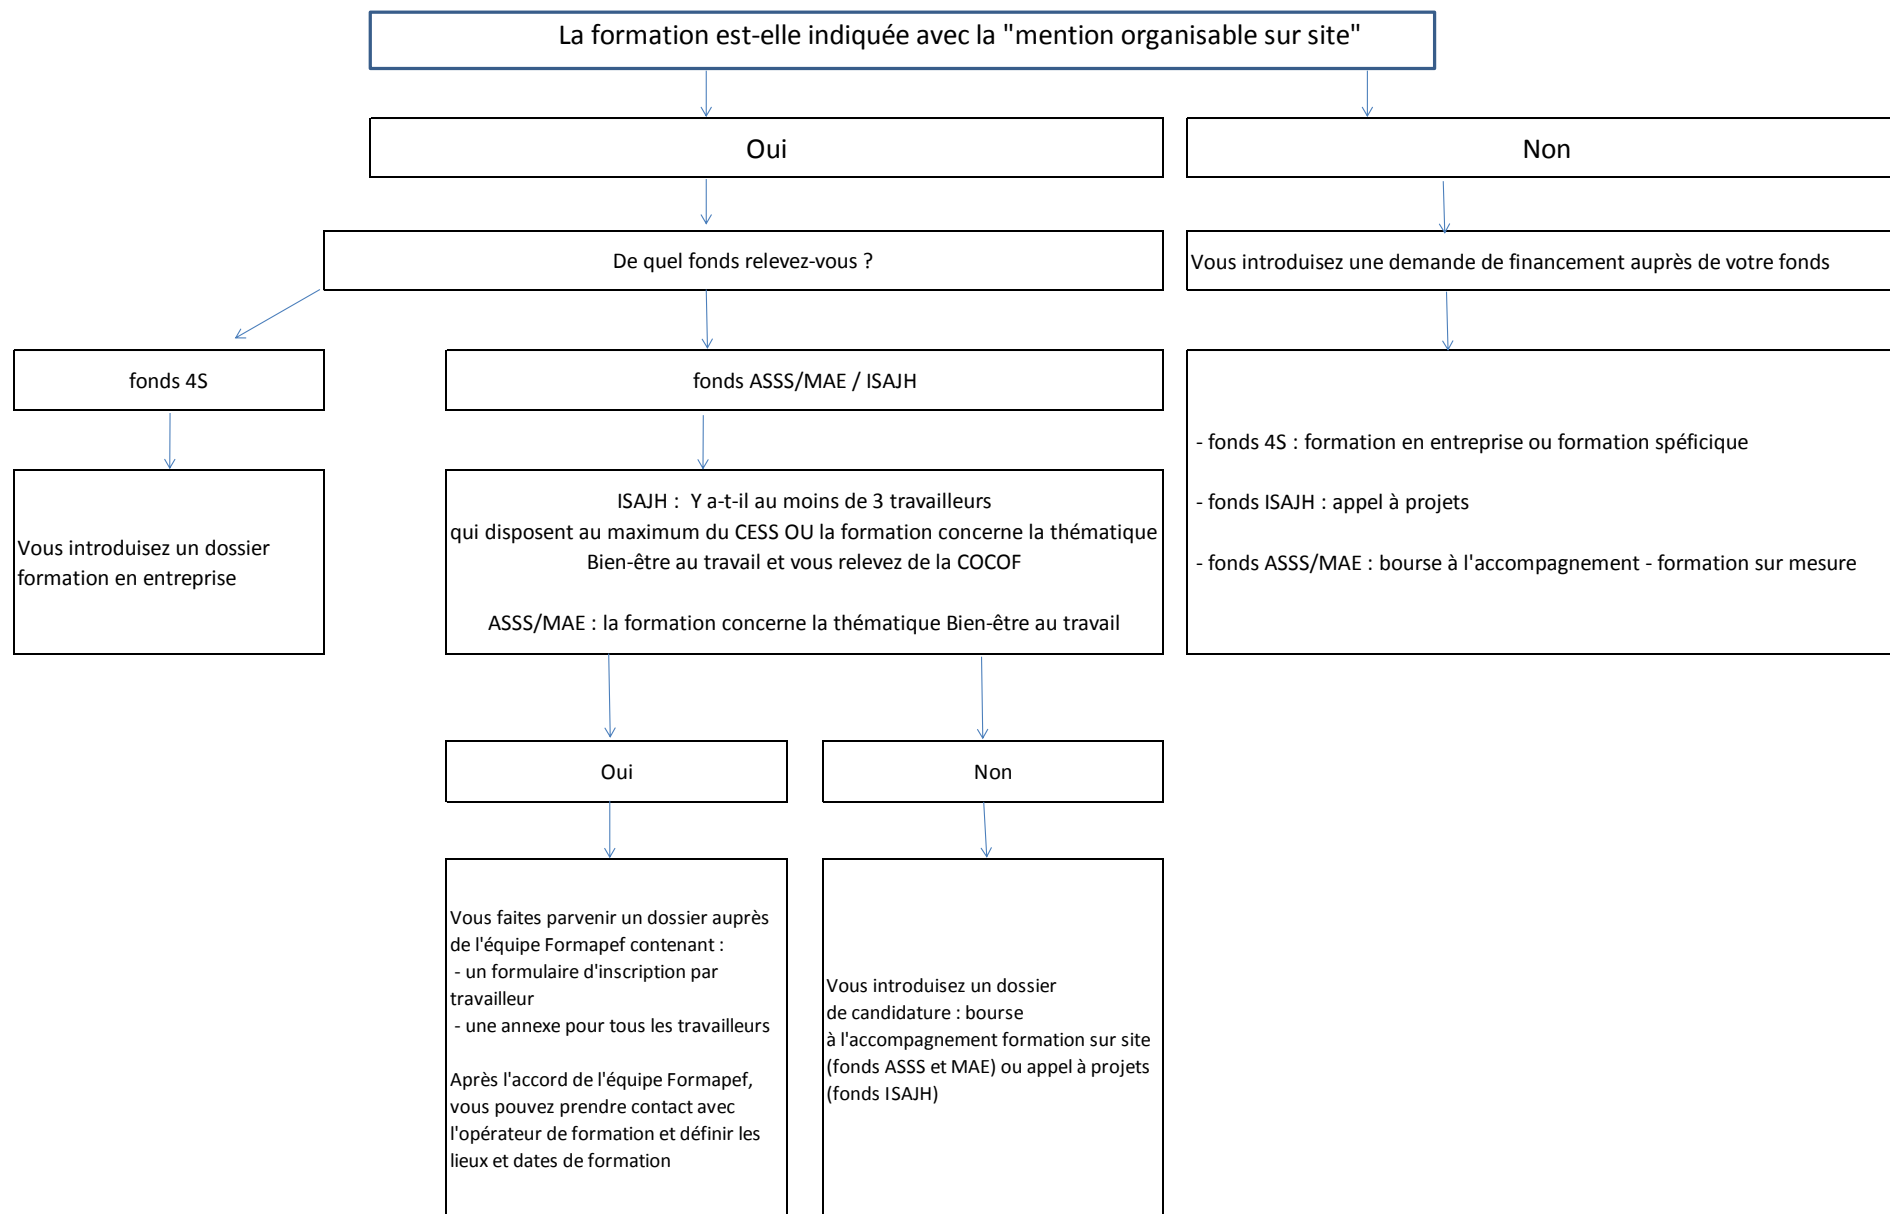 La formation est-elle indiquée avec la "mention organisable sur site"
Oui
Non
De quel fonds relevez-vous ?
Vous introduisez une demande de financement auprès de votre fonds
fonds 4S
fonds ASSS/MAE / ISAJH
- fonds 4S : formation en entreprise ou formation spéficique
- fonds ISAJH : appel à projets
- fonds ASSS/MAE : bourse à l'accompagnement - formation sur mesure
Vous introduisez un dossier
formation en entreprise
ISAJH :  Y a-t-il au moins de 3 travailleurs
qui disposent au maximum du CESS OU la formation concerne la thématique
Bien-être au travail et vous relevez de la COCOF
ASSS/MAE : la formation concerne la thématique Bien-être au travail
Oui
Non
Vous faites parvenir un dossier auprès
de l'équipe Formapef contenant :
- un formulaire d'inscription par
travailleur
- une annexe pour tous les travailleurs
Après l'accord de l'équipe Formapef,
vous pouvez prendre contact avec
l'opérateur de formation et définir les
lieux et dates de formation
Vous introduisez un dossier
de candidature : bourse
à l'accompagnement formation sur site
(fonds ASSS et MAE) ou appel à projets
(fonds ISAJH)